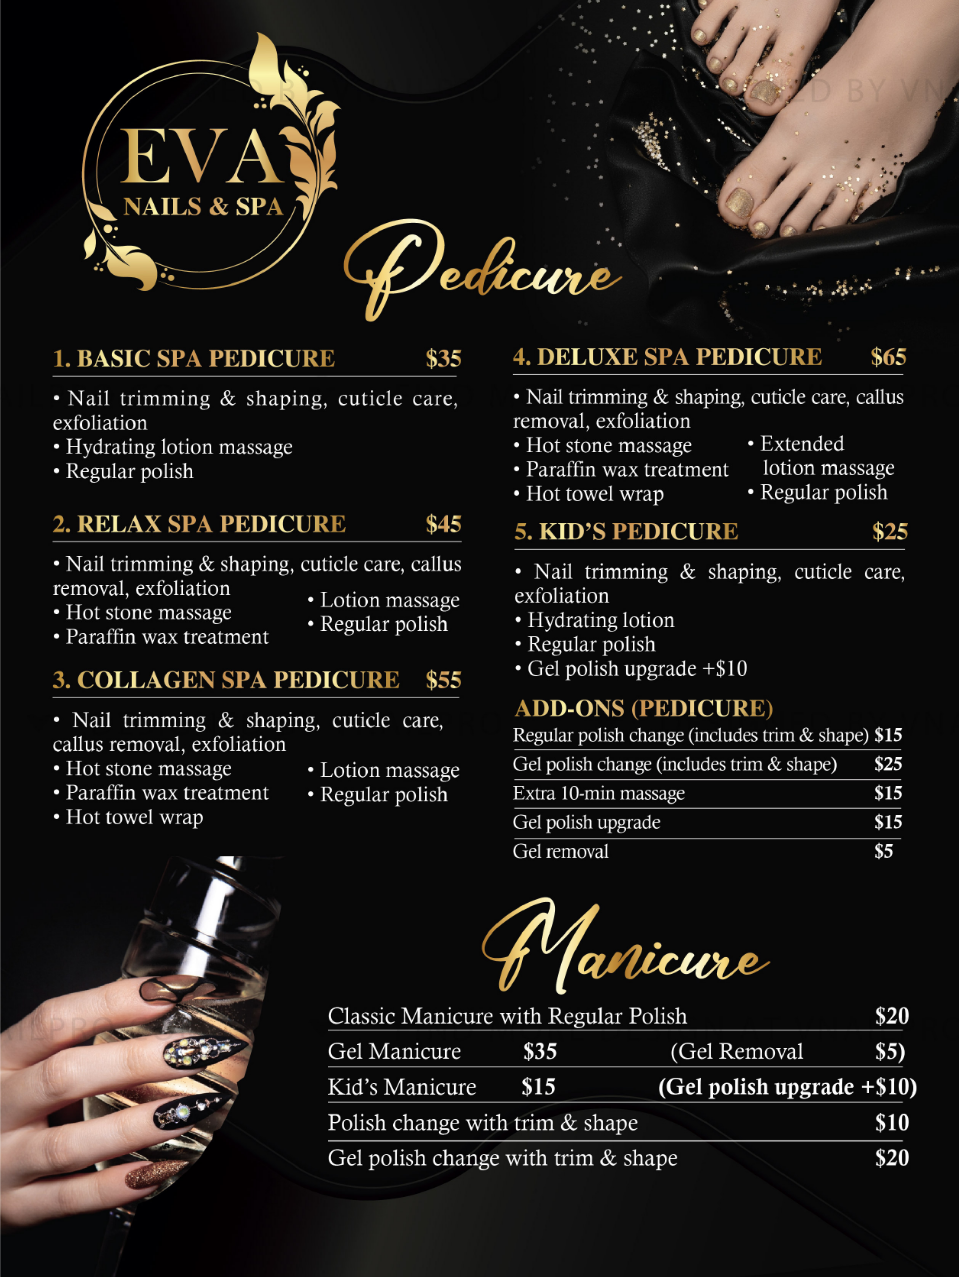 EVA
NAILS & SPA
Pedicure
1. BASIC SPA PEDICURE $35
• Nail trimming & shaping, cuticle care,
exfoliation
• Hydrating lotion massage
• Regular polish
2. RELAX SPA PEDICURE $45
• Nail trimming & shaping, cuticle care, callus
removal, exfoliation
• Hot stone massage
• Paraffin wax treatment
• Lotion massage
• Regular polish
3. COLLAGEN SPA PEDICURE $55
• Nail trimming & shaping, cuticle care,
callus removal, exfoliation
• Hot stone massage
• Paraffin wax treatment
• Hot towel wrap
• Lotion massage
• Regular polish
4. DELUXE SPA PEDICURE $65
• Nail trimming & shaping, cuticle care, callus
removal, exfoliation
• Hot stone massage
• Paraffin wax treatment
• Hot towel wrap
• Extended
lotion massage
• Regular polish
5. KID'S PEDICURE $25
• Nail trimming & shaping, cuticle care,
exfoliation
• Hydrating lotion
• Regular polish
• Gel polish upgrade +$10
ADD-ONS (PEDICURE)
Regular polish change (includes trim & shape) $15
Gel polish change (includes trim & shape) $25
Extra 10-min massage $15
Gel polish upgrade $15
Gel removal $5
Manicure
Classic Manicure with Regular Polish $20
Gel Manicure $35 (Gel Removal $5)
Kid's Manicure $15 (Gel polish upgrade +$10)
Polish change with trim & shape $10
Gel polish change with trim & shape $20